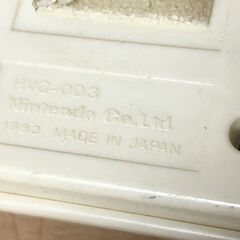 HVC-003
Nintendo Co.Ltd.
1983 MADE IN JAPAN